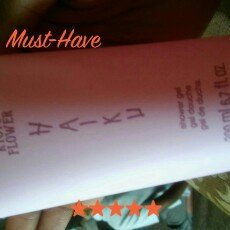 Must-Have
FLOWER
HAIKU
shower gel
gel douche
gel de ducha
200 ml 6.7 fl.oz.